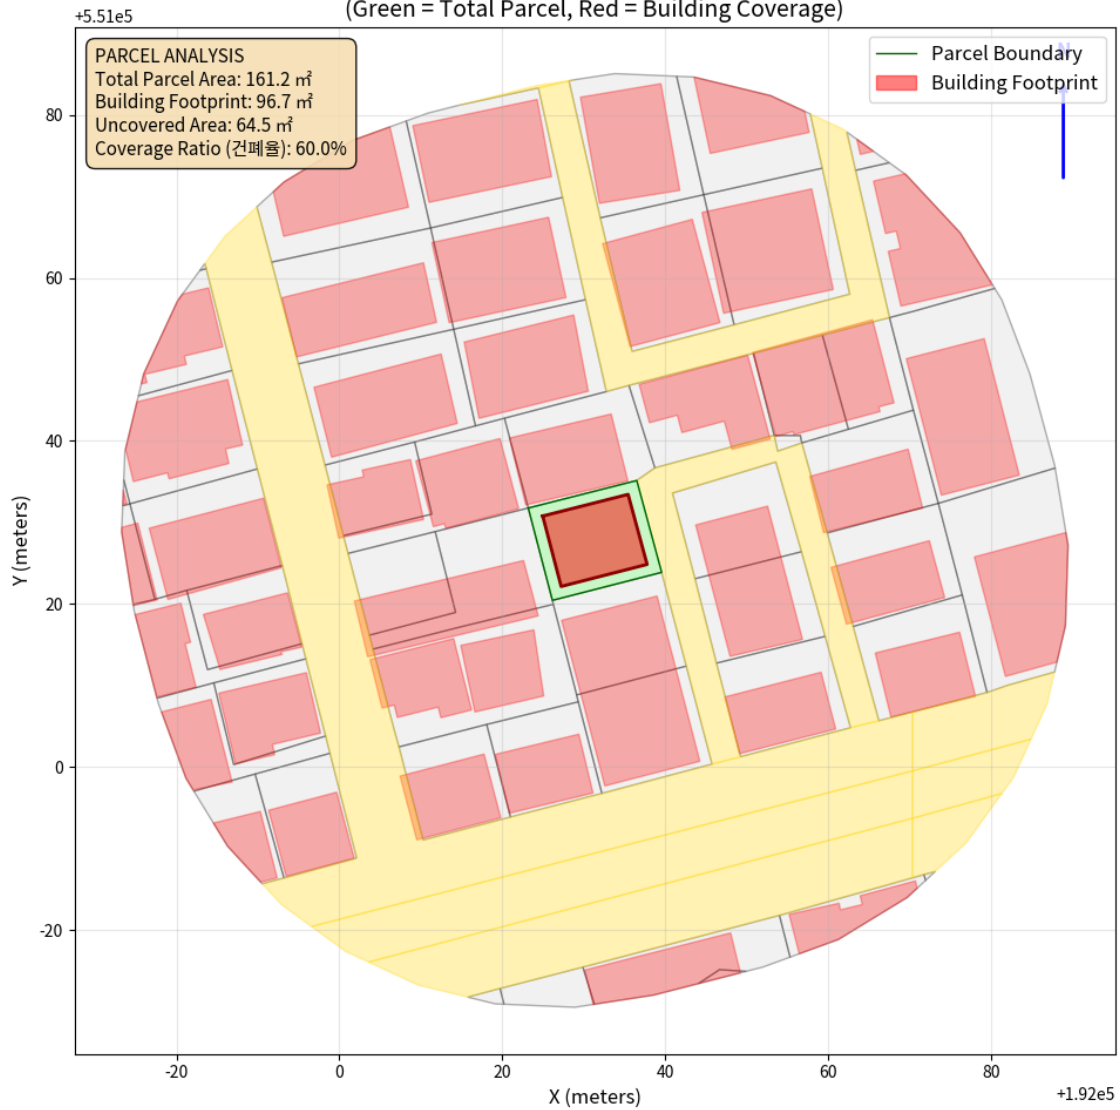 (Green = Total Parcel, Red = Building Coverage)
+5.51e5
PARCEL ANALYSIS
Total Parcel Area: 161.2 ㎡
Building Footprint: 96.7 ㎡
Uncovered Area: 64.5 ㎡
Coverage Ratio (건폐율): 60.0%
Parcel Boundary
Building Footprint
N
80
60
40
20
0
-20
Y (meters)
-20
0
20
40
60
80
X (meters)
+1.92e5